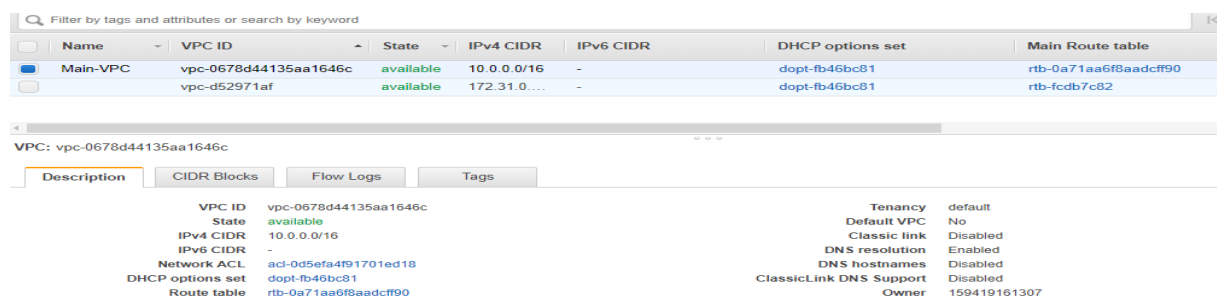 Filter by tags and attributes or search by keyword
Name VPC ID State IPv4 CIDR IPv6 CIDR DHCP options set Main Route table
Main-VPC vpc-0678d44135aa1646c available 10.0.0.0/16 - dopt-fb46bc81 rtb-0a71aa6f8aadcff90
vpc-d52971af available 172.31.0.... - dopt-fb46bc81 rtb-fcdb7c82
VPC: vpc-0678d44135aa1646c
Description CIDR Blocks Flow Logs Tags
VPC ID vpc-0678d44135aa1646c Tenancy default
State available Default VPC No
IPv4 CIDR 10.0.0.0/16 Classic link Disabled
IPv6 CIDR - DNS resolution Enabled
Network ACL acl-0d5efa4f91701ed18 DNS hostnames Disabled
DHCP options set dopt-fb46bc81 ClassicLink DNS Support Disabled
Route table rtb-0a71aa6f8aadcff90 Owner 159419161307